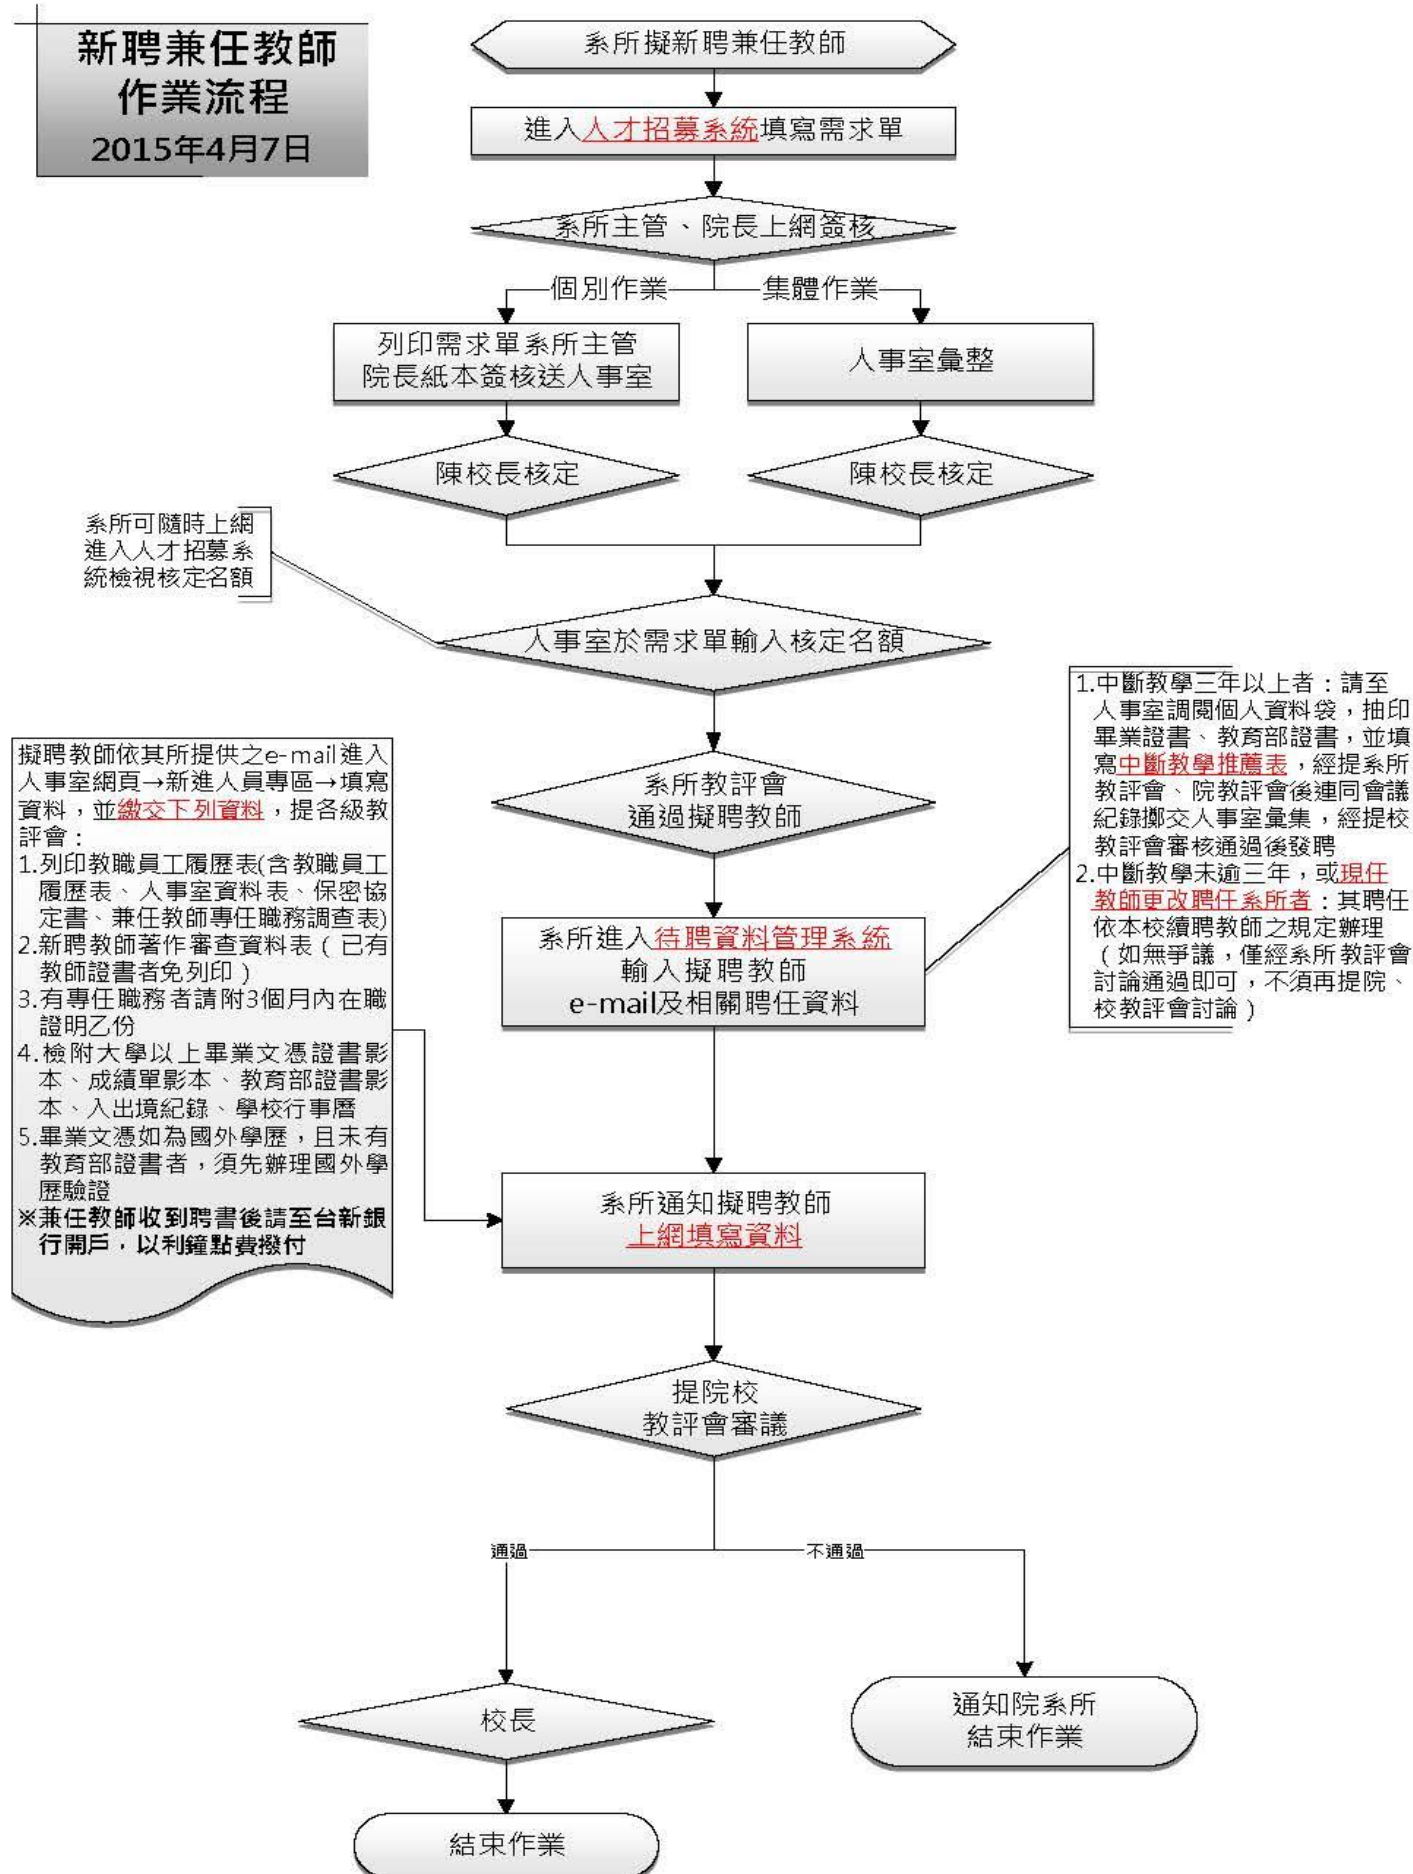 新聘兼任教師
作業流程
2015年4月7日
系所擬新聘兼任教師
進入人才招募系統填寫需求單
系所主管、院長上網簽核
個別作業
集體作業
列印需求單系所主管
院長紙本簽核送人事室
人事室彙整
陳校長核定
陳校長核定
系所可隨時上網
進入人才招募系
統檢視核定名額
人事室於需求單輸入核定名額
系所教評會
通過擬聘教師
1.中斷教學三年以上者：請至
人事室調閱個人資料袋，抽印
畢業證書、教育部證書，並填
寫中斷教學推薦表，經提系所
教評會、院教評會後連同會議
紀錄擲交人事室彙集，經提校
教評會審核通過後發聘
2.中斷教學未逾三年，或現任
教師更改聘任系所者：其聘任
依本校續聘教師之規定辦理
（如無爭議，僅經系所教評會
討論通過即可，不須再提院、
校教評會討論）
擬聘教師依其所提供之e-mail進入
人事室網頁→新進人員專區→填寫
資料，並繳交下列資料，提各級教
評會：
1.列印教職員工履歷表(含教職員工
履歷表、人事室資料表、保密協
定書、兼任教師專任職務調查表)
2.新聘教師著作審查資料表（已有
教師證書者免列印）
3.有專任職務者請附3個月內在職
證明乙份
4.檢附大學以上畢業文憑證書影
本、成績單影本、教育部證書影
本、入出境紀錄、學校行事曆
5.畢業文憑如為國外學歷，且未有
教育部證書者，須先辦理國外學
歷驗證
※兼任教師收到聘書後請至台新銀
行開戶，以利鐘點費撥付
系所進入待聘資料管理系統
輸入擬聘教師
e-mail及相關聘任資料
系所通知擬聘教師
上網填寫資料
提院校
教評會審議
通過
不通過
校長
通知院系所
結束作業
結束作業